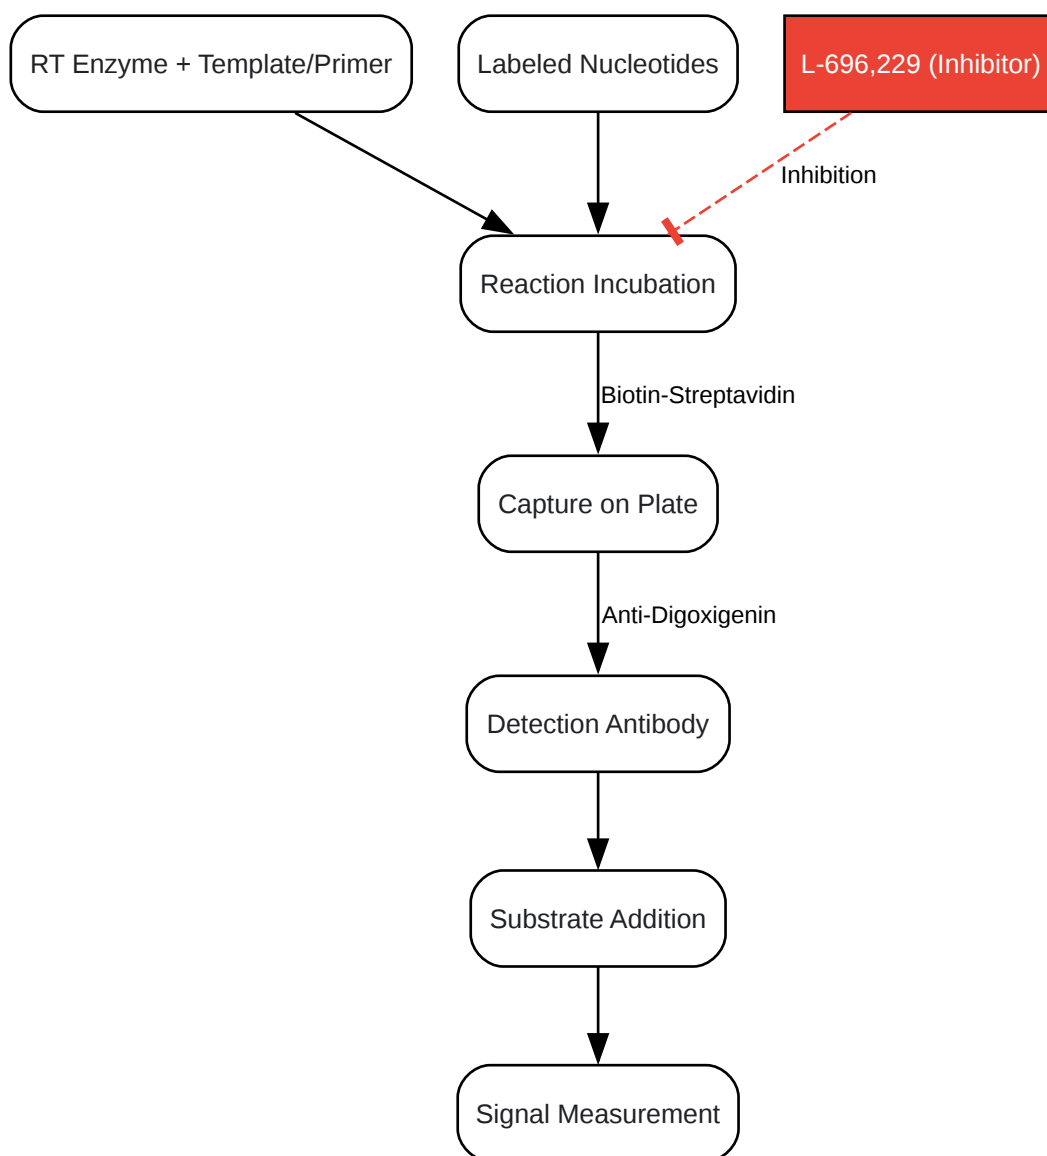 RT Enzyme + Template/Primer
Labeled Nucleotides
L-696,229 (Inhibitor)
Inhibition
Reaction Incubation
Biotin-Streptavidin
Capture on Plate
Anti-Digoxigenin
Detection Antibody
Substrate Addition
Signal Measurement